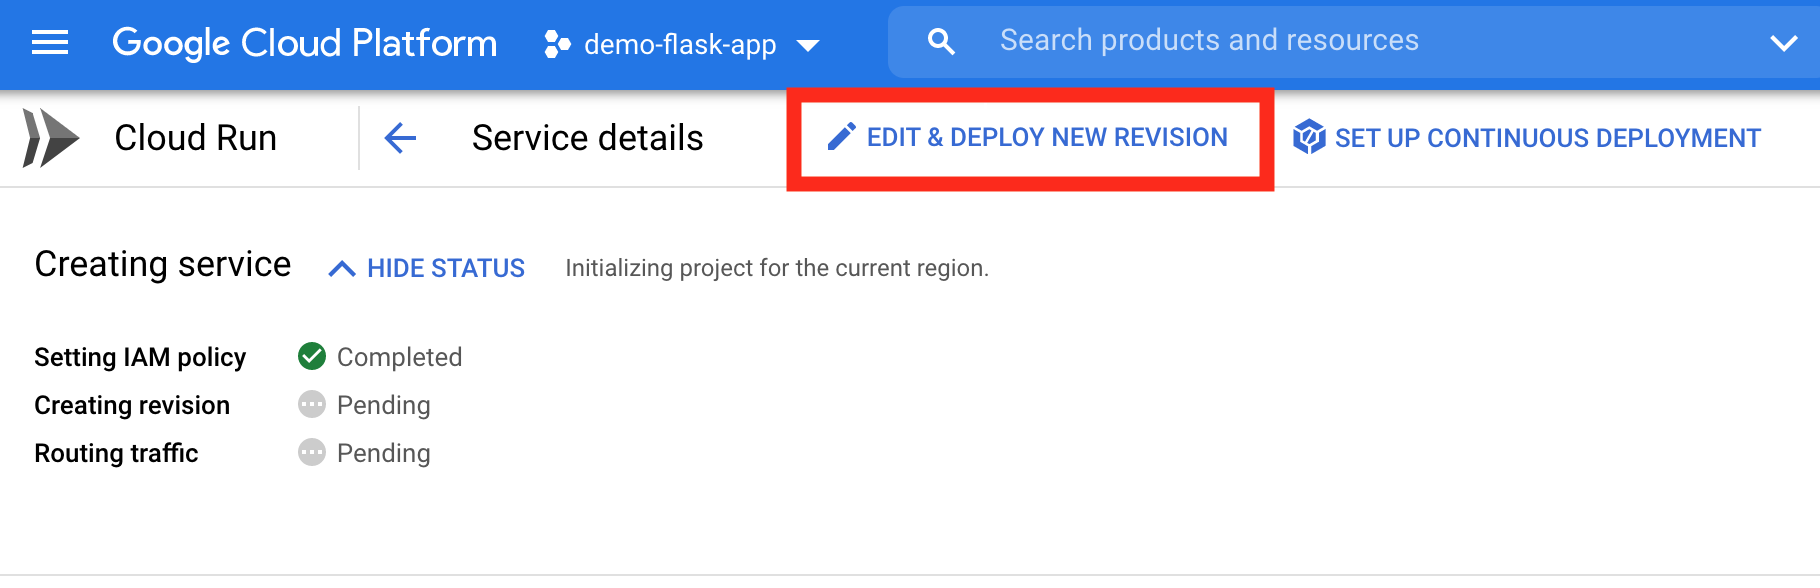 Google Cloud Platform demo-flask-app Search products and resources
Cloud Run Service details EDIT & DEPLOY NEW REVISION SET UP CONTINUOUS DEPLOYMENT
Creating service HIDE STATUS Initializing project for the current region.
Setting IAM policy Completed
Creating revision Pending
Routing traffic Pending